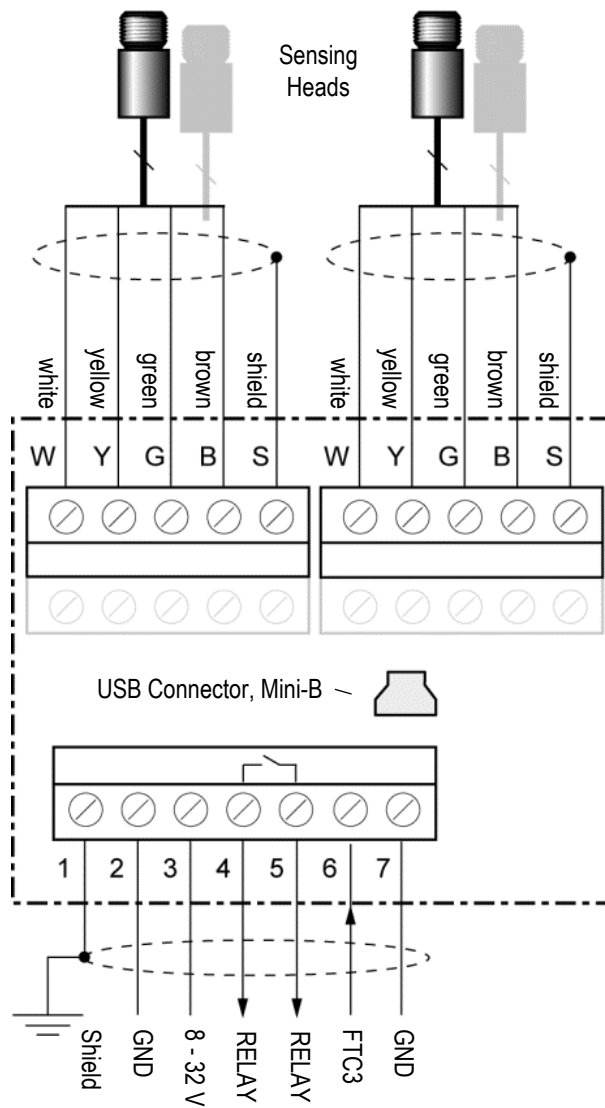 Sensing
Heads
white yellow green brown shield white yellow green brown shield
W Y G B S W Y G B S
USB Connector, Mini-B
1 2 3 4 5 6 7
Shield GND 8 - 32 V RELAY RELAY FTC3 GND